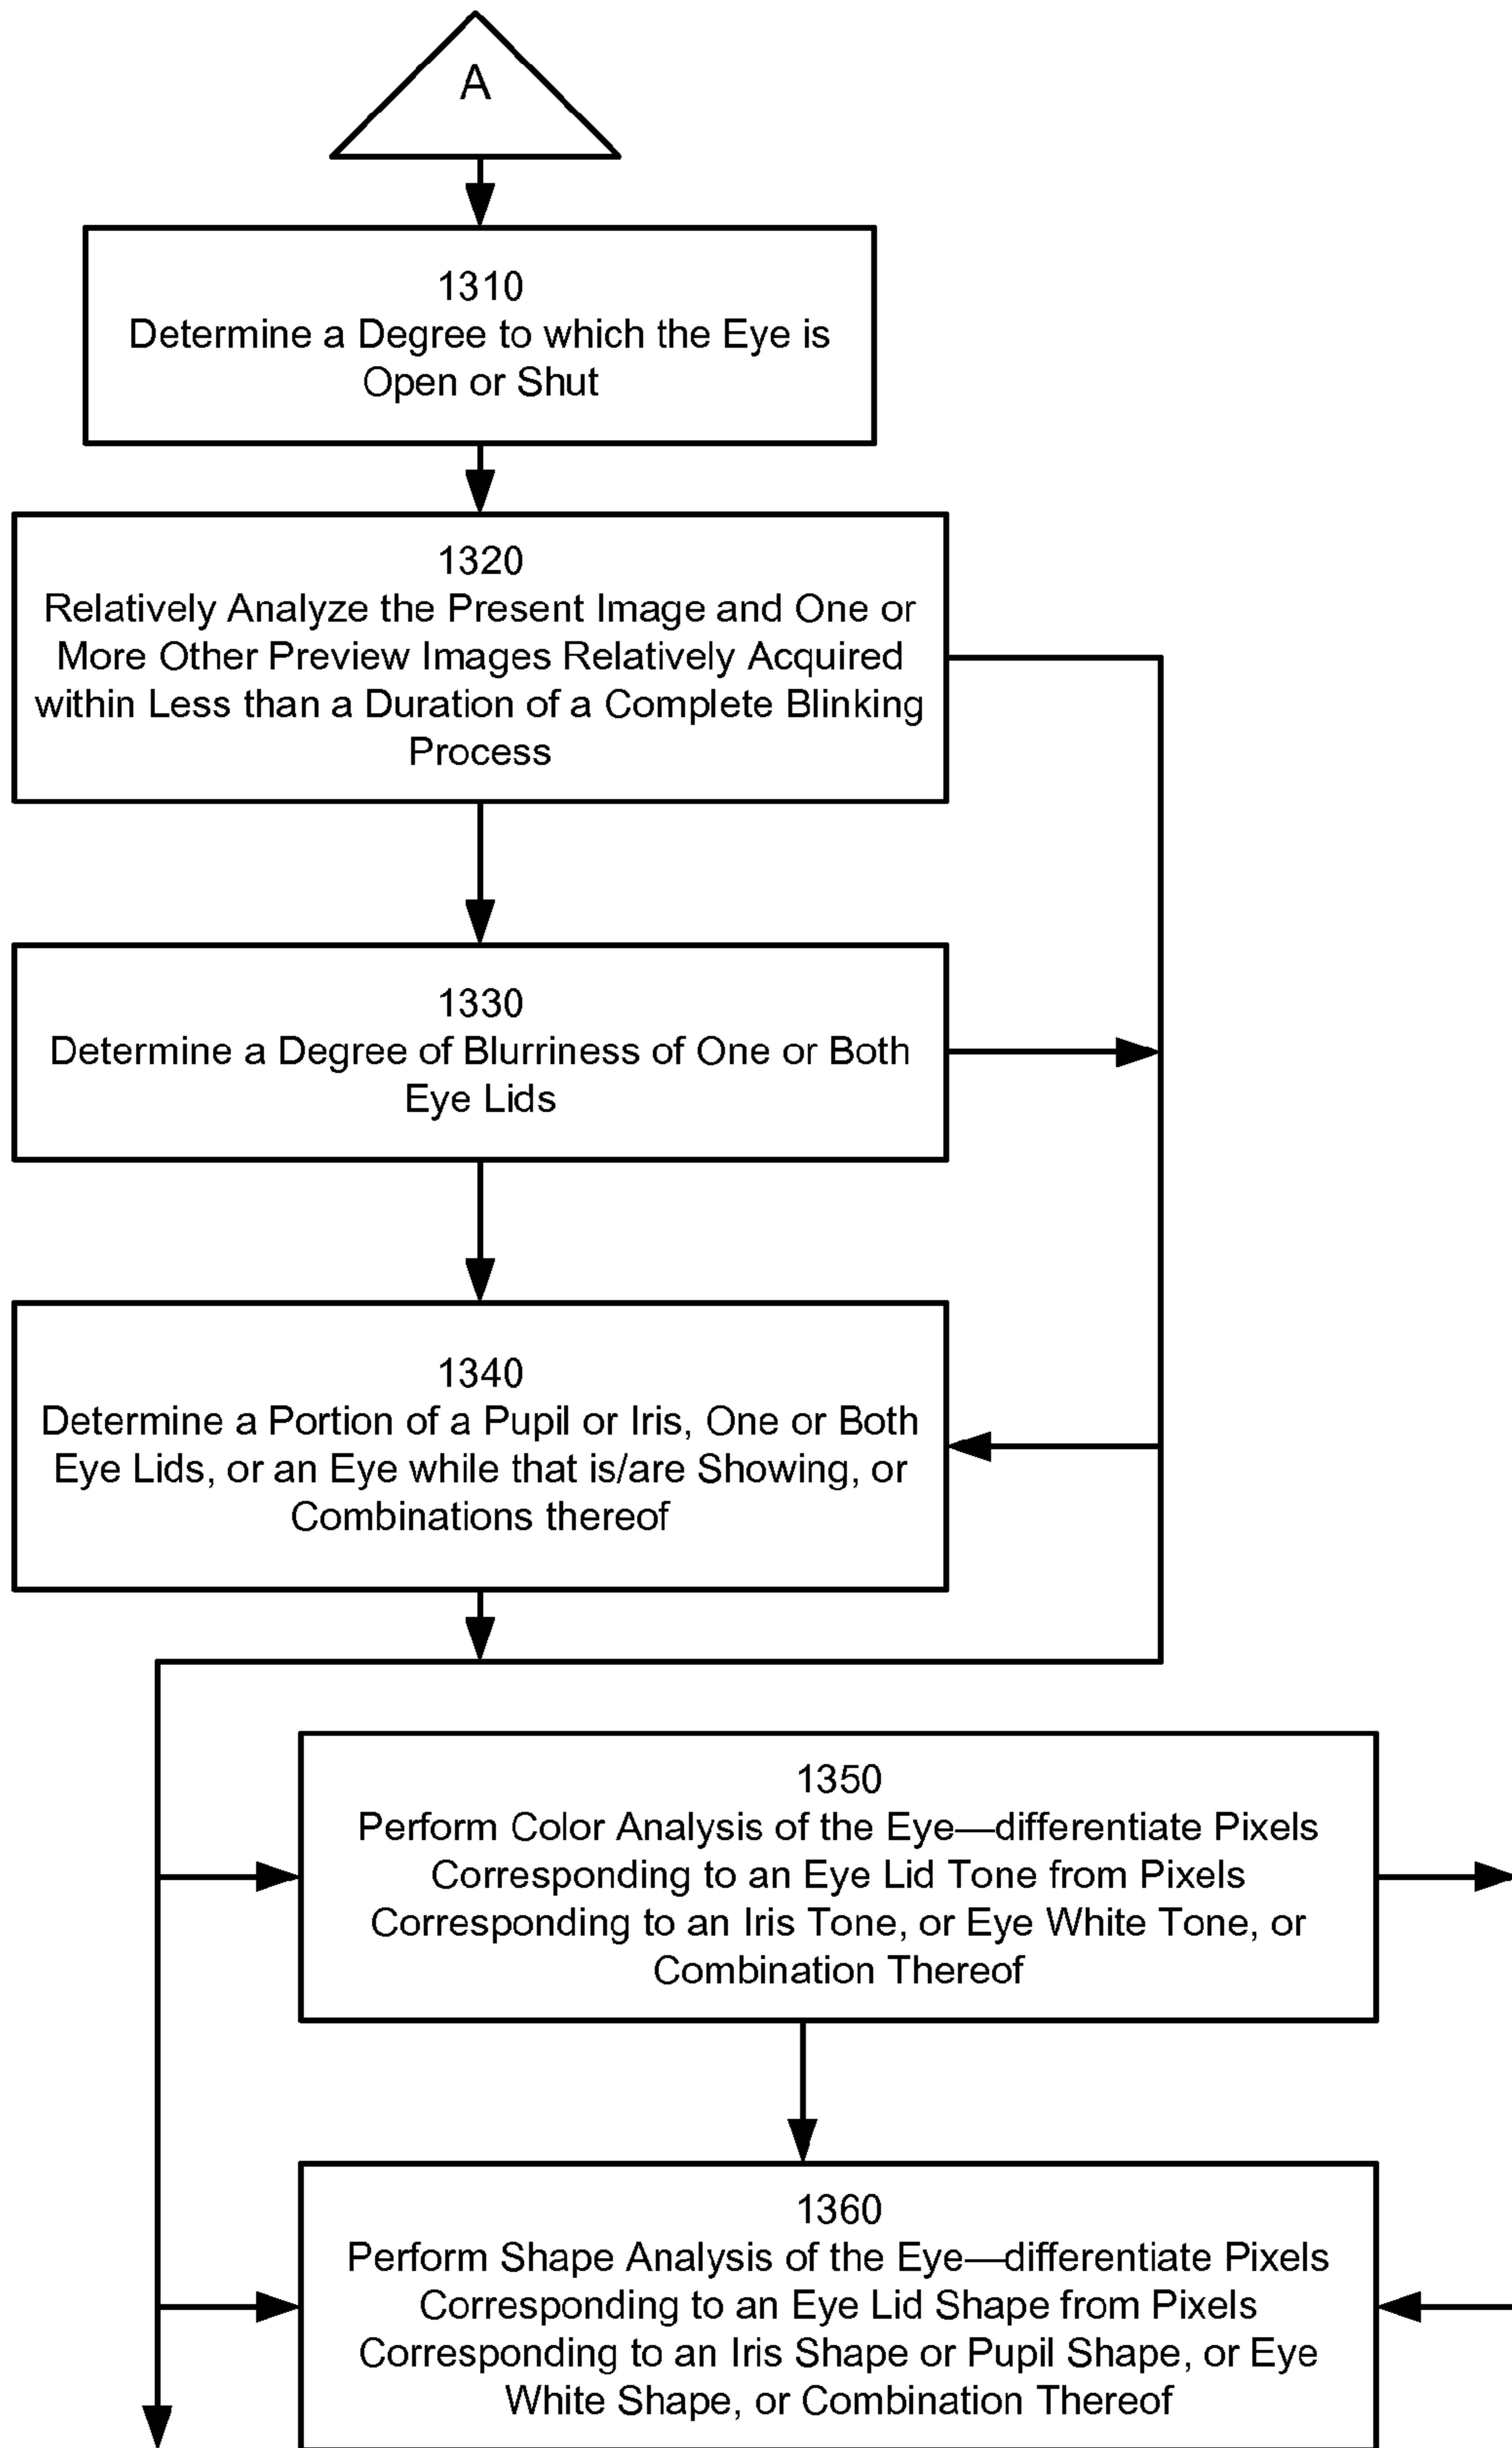 A
1310
Determine a Degree to which the Eye is
Open or Shut
1320
Relatively Analyze the Present Image and One or
More Other Preview Images Relatively Acquired
within Less than a Duration of a Complete Blinking
Process
1330
Determine a Degree of Blurriness of One or Both
Eye Lids
1340
Determine a Portion of a Pupil or Iris, One or Both
Eye Lids, or an Eye while that is/are Showing, or
Combinations thereof
1350
Perform Color Analysis of the Eye—differentiate Pixels
Corresponding to an Eye Lid Tone from Pixels
Corresponding to an Iris Tone, or Eye White Tone, or
Combination Thereof
1360
Perform Shape Analysis of the Eye—differentiate Pixels
Corresponding to an Eye Lid Shape from Pixels
Corresponding to an Iris Shape or Pupil Shape, or Eye
White Shape, or Combination Thereof